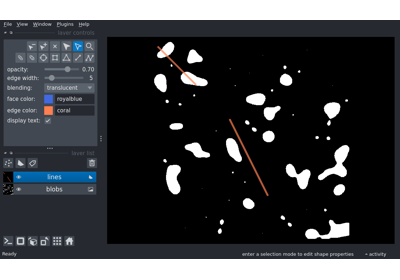 File View Window Plugins Help
layer controls
opacity: 0.70
edge width: 5
blending: translucent
face color: royalblue
edge color: coral
display text:
layer list
lines
blobs
Ready enter a selection mode to edit shape properties activity